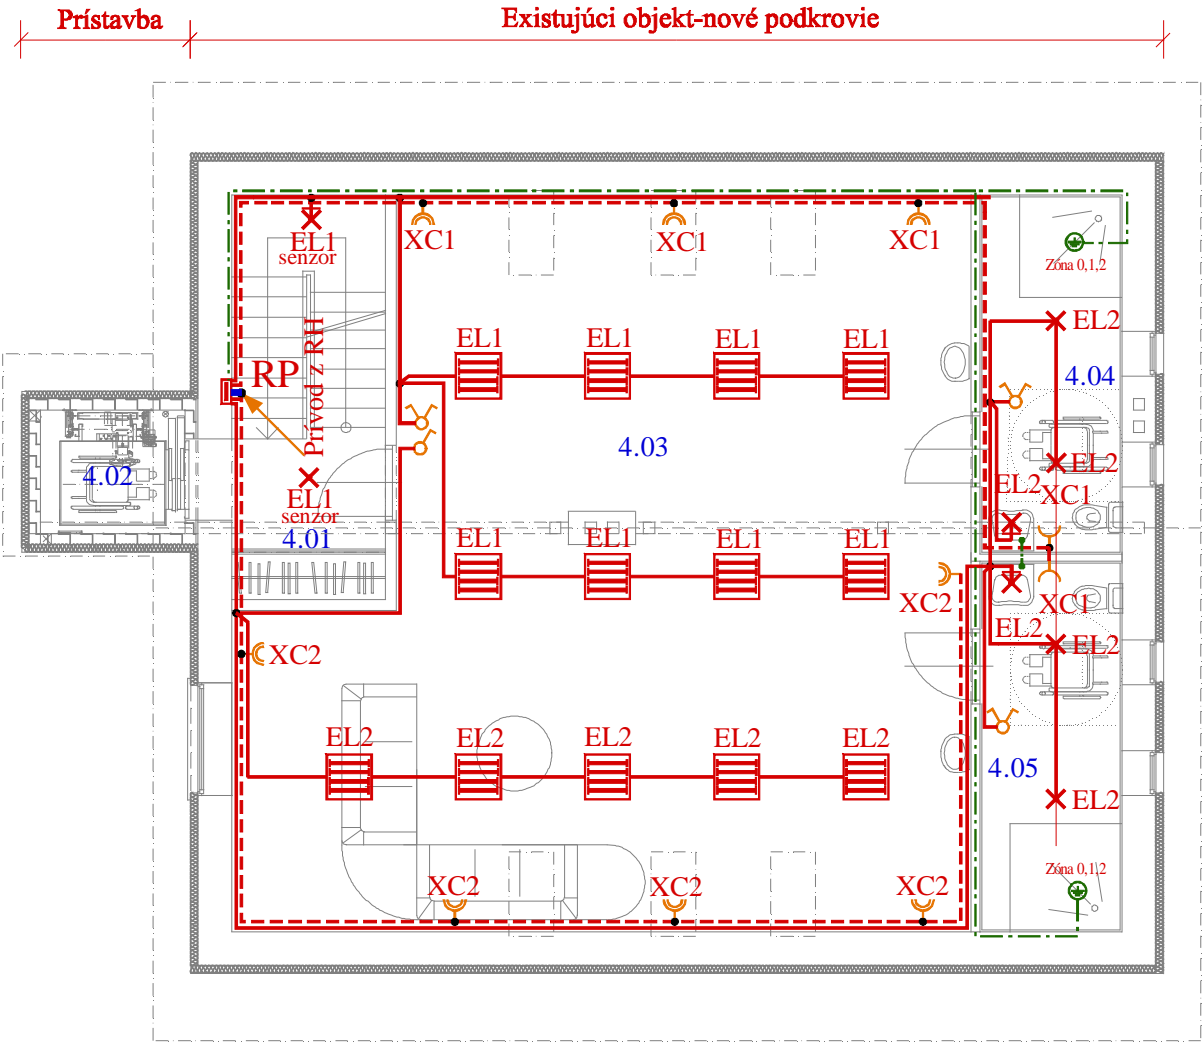 Prístavba
Existujúci objekt-nové podkrovie
EL1
senzor
XC1
XC1
XC1
Zóna 0,1,2
EL2
EL1
EL1
EL1
EL1
RP
Prívod z RH
4.04
4.03
4.02
EL2
EL2
XC1
EL1
senzor
4.01
EL1
EL1
EL1
EL1
XC2
XC1
EL2
EL2
XC2
EL2
EL2
EL2
EL2
EL2
4.05
EL2
Zóna 0,1,2
XC2
XC2
XC2